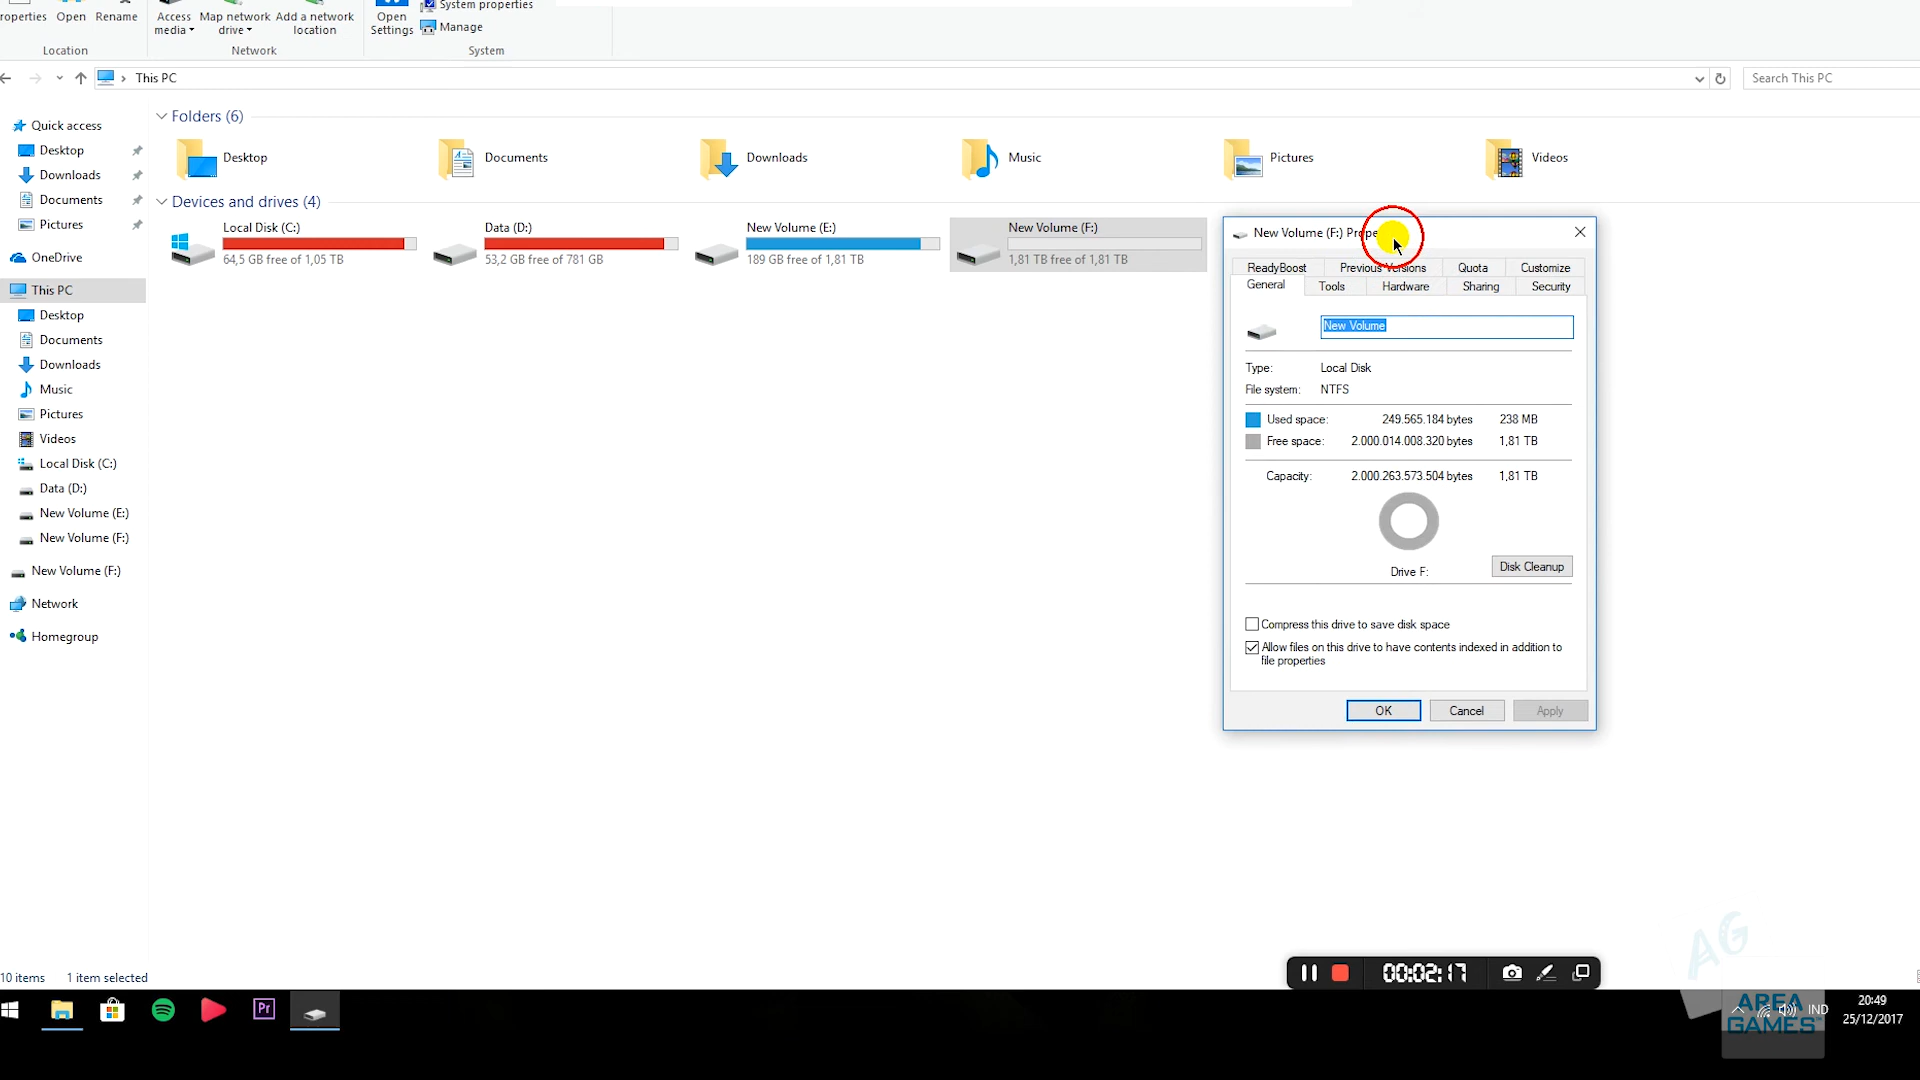 roperties Open Rename
Access media
Map network drive
Add a network location
Open Settings
System properties
Manage
Location
Network
System
This PC
Search This PC
Quick access
Desktop
Downloads
Documents
Pictures
OneDrive
This PC
Desktop
Documents
Downloads
Music
Pictures
Videos
Local Disk (C:)
Data (D:)
New Volume (E:)
New Volume (F:)
New Volume (F:)
Network
Homegroup
Folders (6)
Desktop
Documents
Downloads
Music
Pictures
Videos
Devices and drives (4)
Local Disk (C:)
64,5 GB free of 1,05 TB
Data (D:)
53,2 GB free of 781 GB
New Volume (E:)
189 GB free of 1,81 TB
New Volume (F:)
1,81 TB free of 1,81 TB
New Volume (F:) Prope
ReadyBoost Previous Versions Quota Customize
General Tools Hardware Sharing Security
New Volume
Type: Local Disk
File system: NTFS
Used space: 249.565.184 bytes 238 MB
Free space: 2.000.014.008.320 bytes 1,81 TB
Capacity: 2.000.263.573.504 bytes 1,81 TB
Drive F:
Disk Cleanup
Compress this drive to save disk space
Allow files on this drive to have contents indexed in addition to
file properties
OK Cancel Apply
10 items 1 item selected
00:02:17
AG
AREA
GAMES
Pr
IND
20:49
25/12/2017